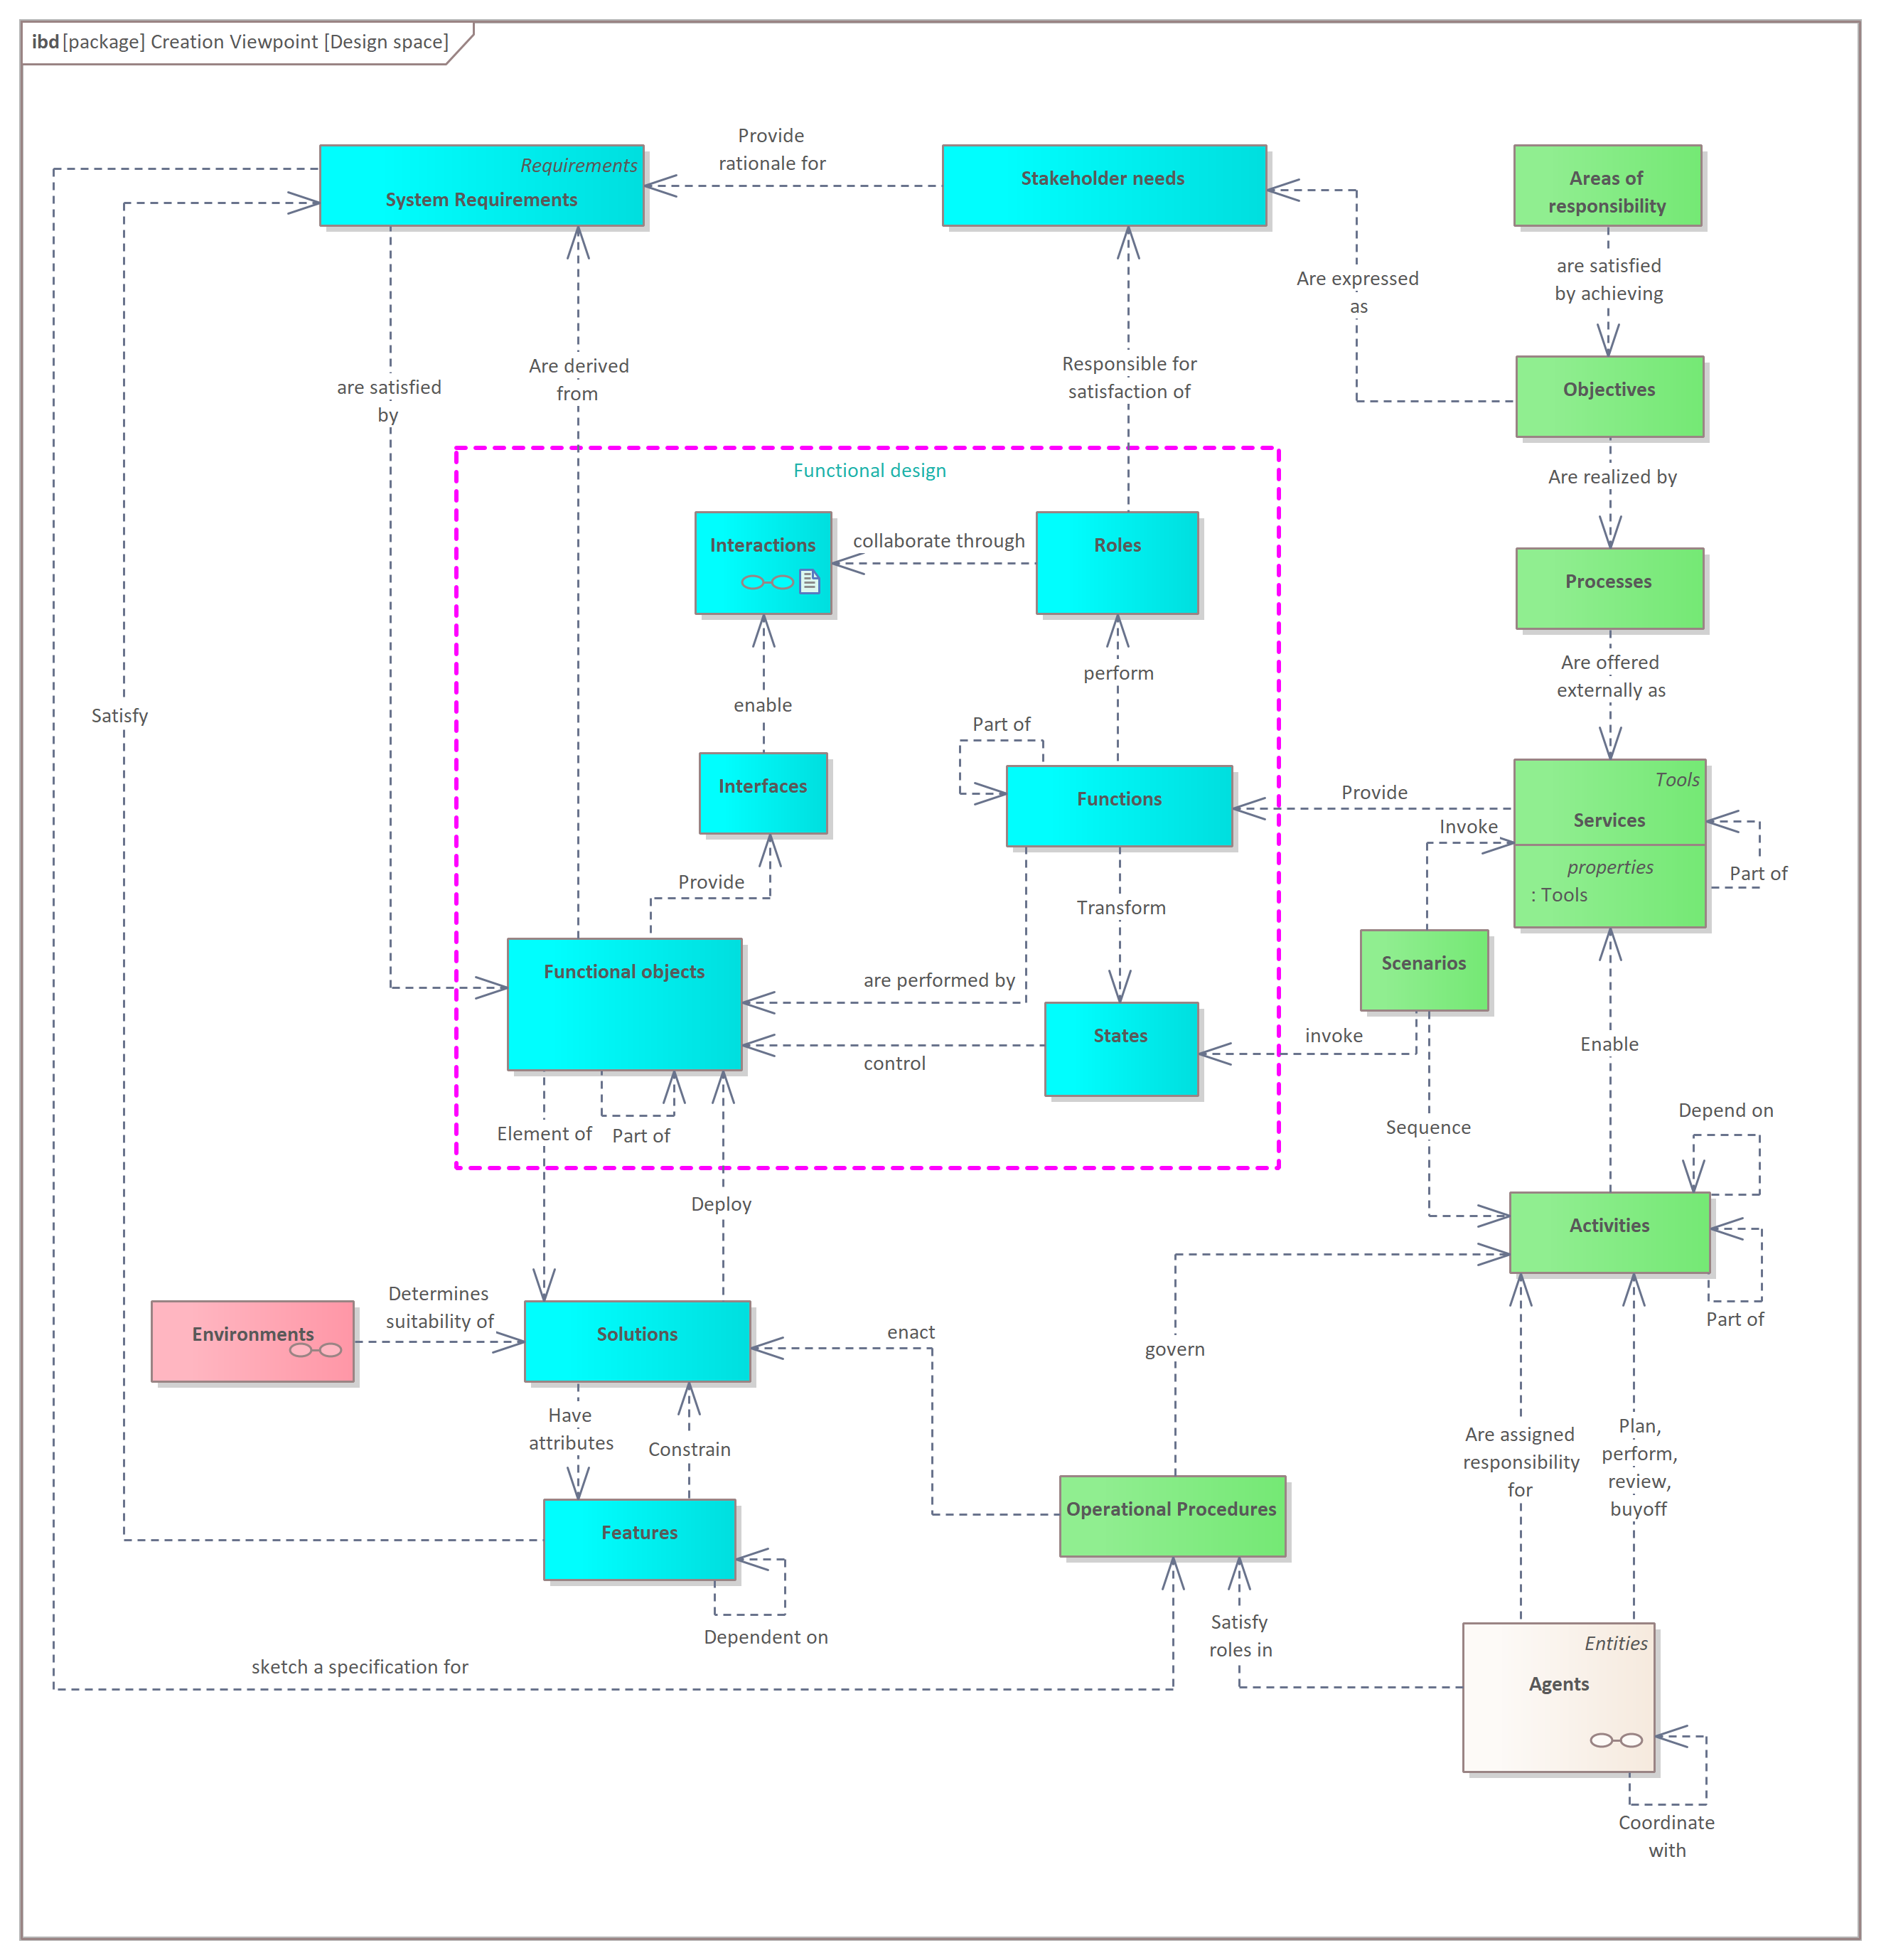 ibd [package] Creation Viewpoint [Design space]
Requirements
System Requirements
Provide
rationale for
Stakeholder needs
Areas of
responsibility
are satisfied
by achieving
Are expressed
as
Objectives
are satisfied
by
Are derived
from
Responsible for
satisfaction of
Are realized by
Functional design
Interactions
collaborate through
Roles
Processes
Are offered
externally as
perform
enable
Satisfy
Part of
Interfaces
Functions
Provide
Tools
Services
properties
: Tools
Invoke
Part of
Provide
Transform
Functional objects
are performed by
Scenarios
States
control
invoke
Enable
Element of
Part of
Sequence
Depend on
Deploy
Activities
Part of
Environments
Determines
suitability of
Solutions
enact
govern
Have
attributes
Constrain
Are assigned
responsibility
for
Plan,
perform,
review,
buyoff
Features
Operational Procedures
Dependent on
Satisfy
roles in
sketch a specification for
Entities
Agents
Coordinate
with